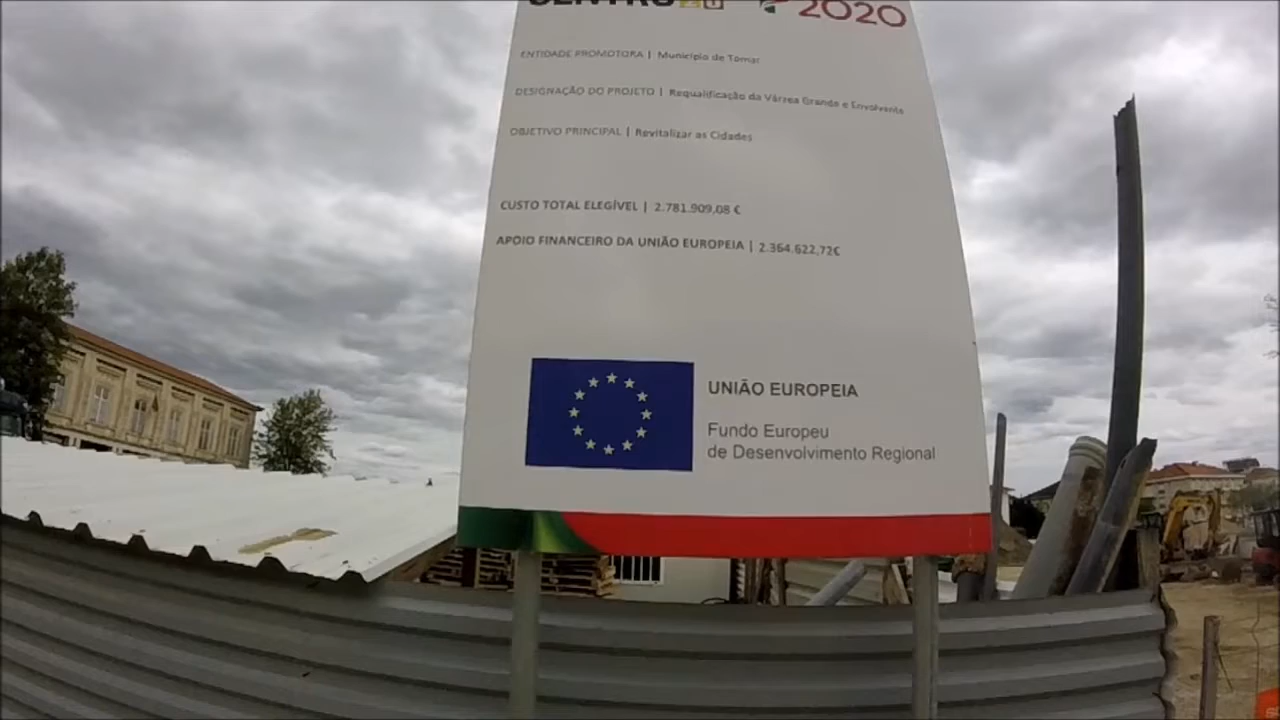 CENTRO 20
2020
ENTIDADE PROMOTORA | Município de Tomar
DESIGNAÇÃO DO PROJETO | Requalificação da Várzea Grande e Envolvente
OBJETIVO PRINCIPAL | Revitalizar as Cidades
CUSTO TOTAL ELEGÍVEL | 2.781.909,08 €
APOIO FINANCEIRO DA UNIÃO EUROPEIA | 2.364.622,72€
UNIÃO EUROPEIA
Fundo Europeu
de Desenvolvimento Regional